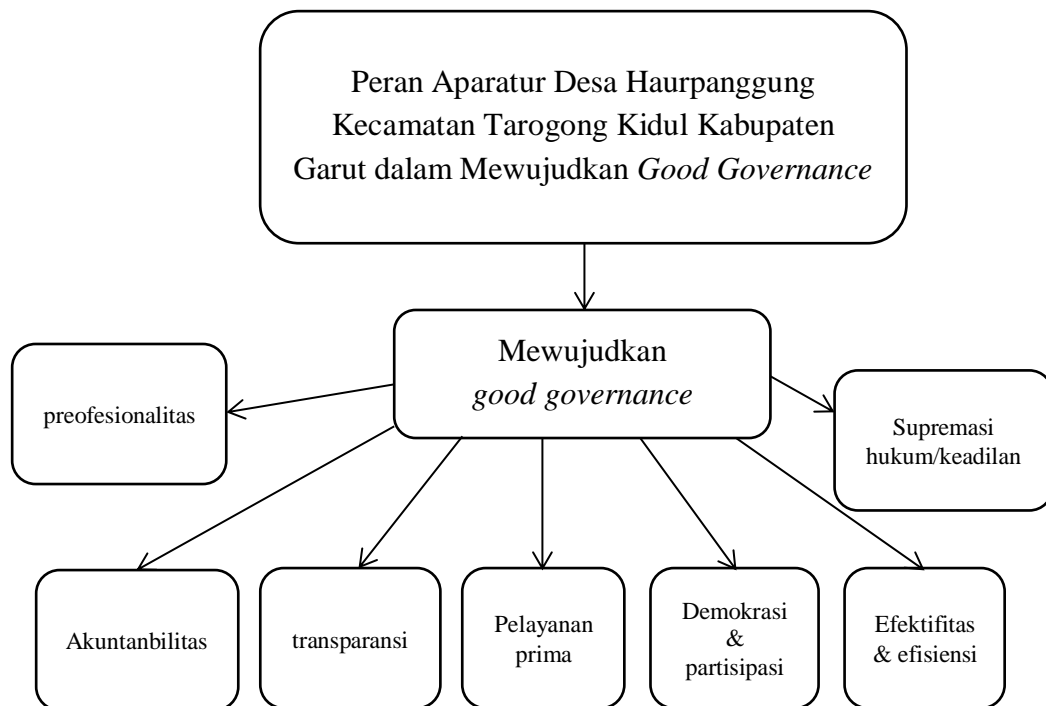 Peran Aparatur Desa Haurpanggung
Kecamatan Tarogong Kidul Kabupaten
Garut dalam Mewujudkan Good Governance
Mewujudkan
good governance
preofesionalitas
Supremasi
hukum/keadilan
Akuntanbilitas
transparansi
Pelayanan
prima
Demokrasi
&
partisipasi
Efektifitas
& efisiensi